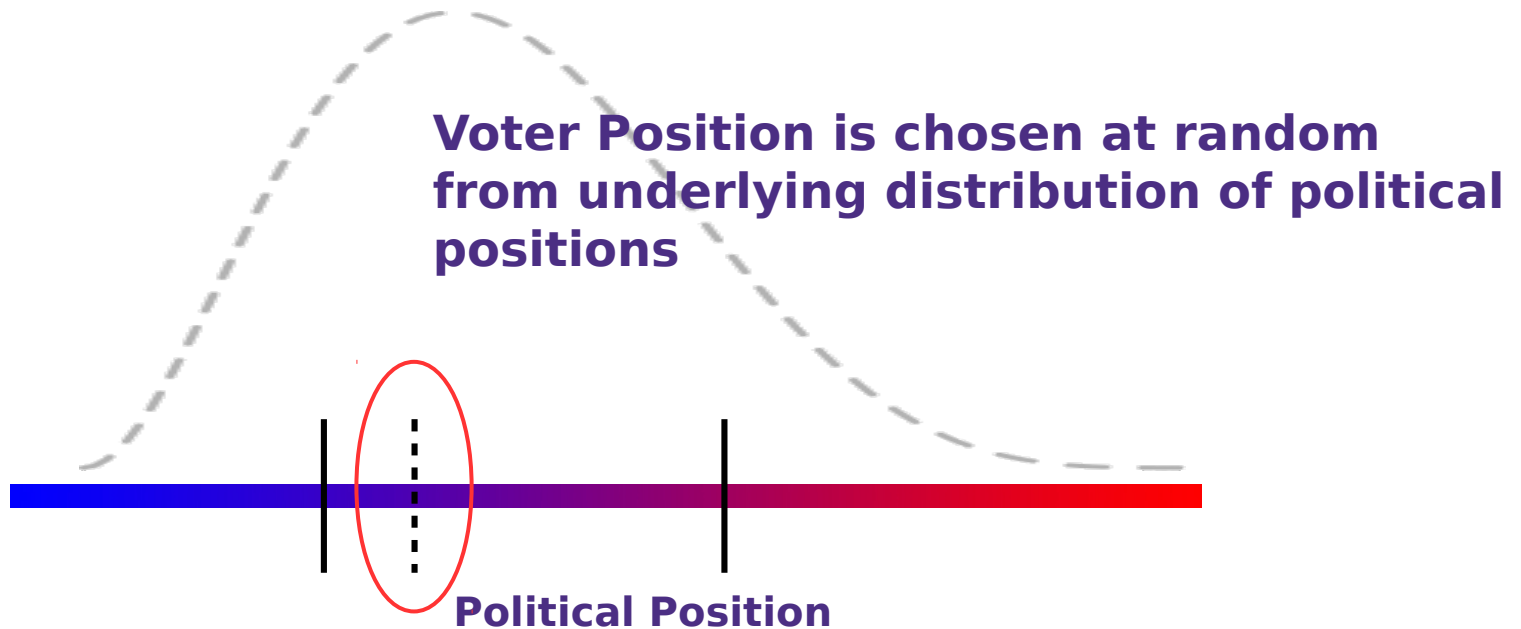 Voter Position is chosen at random
from underlying distribution of political
positions
Political Position